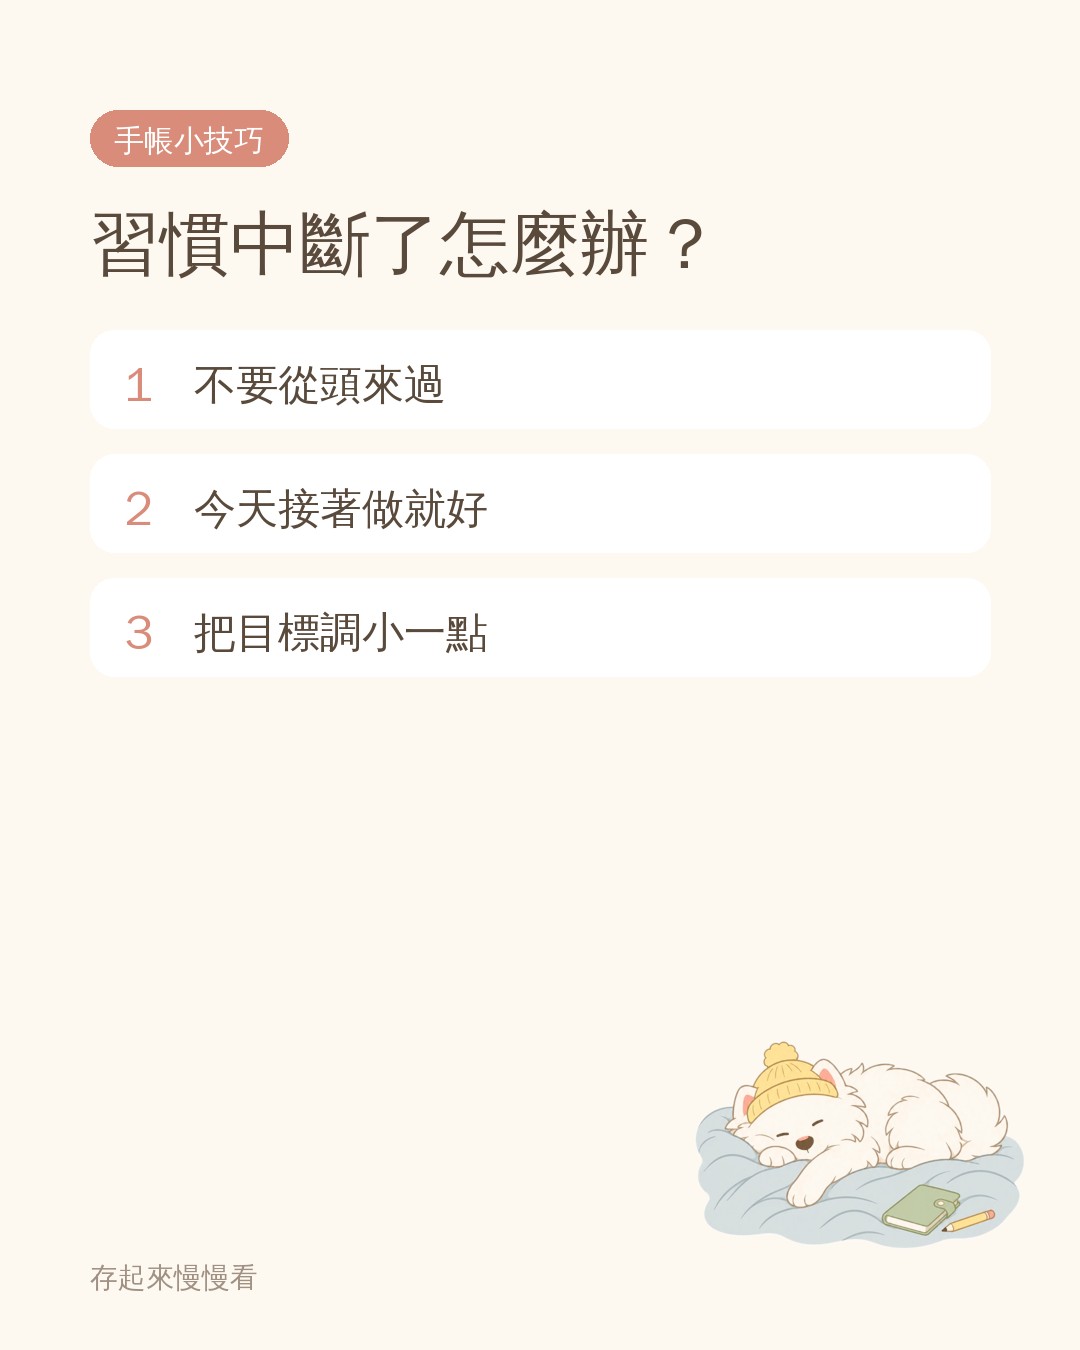 手帳小技巧
習慣中斷了怎麼辦？
1 不要從頭來過
2 今天接著做就好
3 把目標調小一點
存起來慢慢看